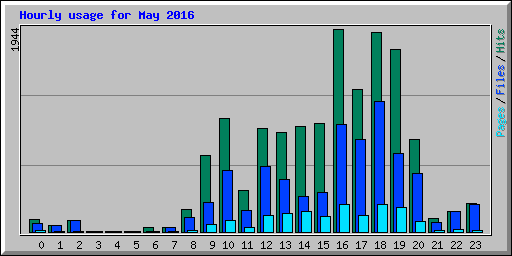 Hourly usage for May 2016
1944
Pages/Files/Hits
0 1 2 3 4 5 6 7 8 9 10 11 12 13 14 15 16 17 18 19 20 21 22 23